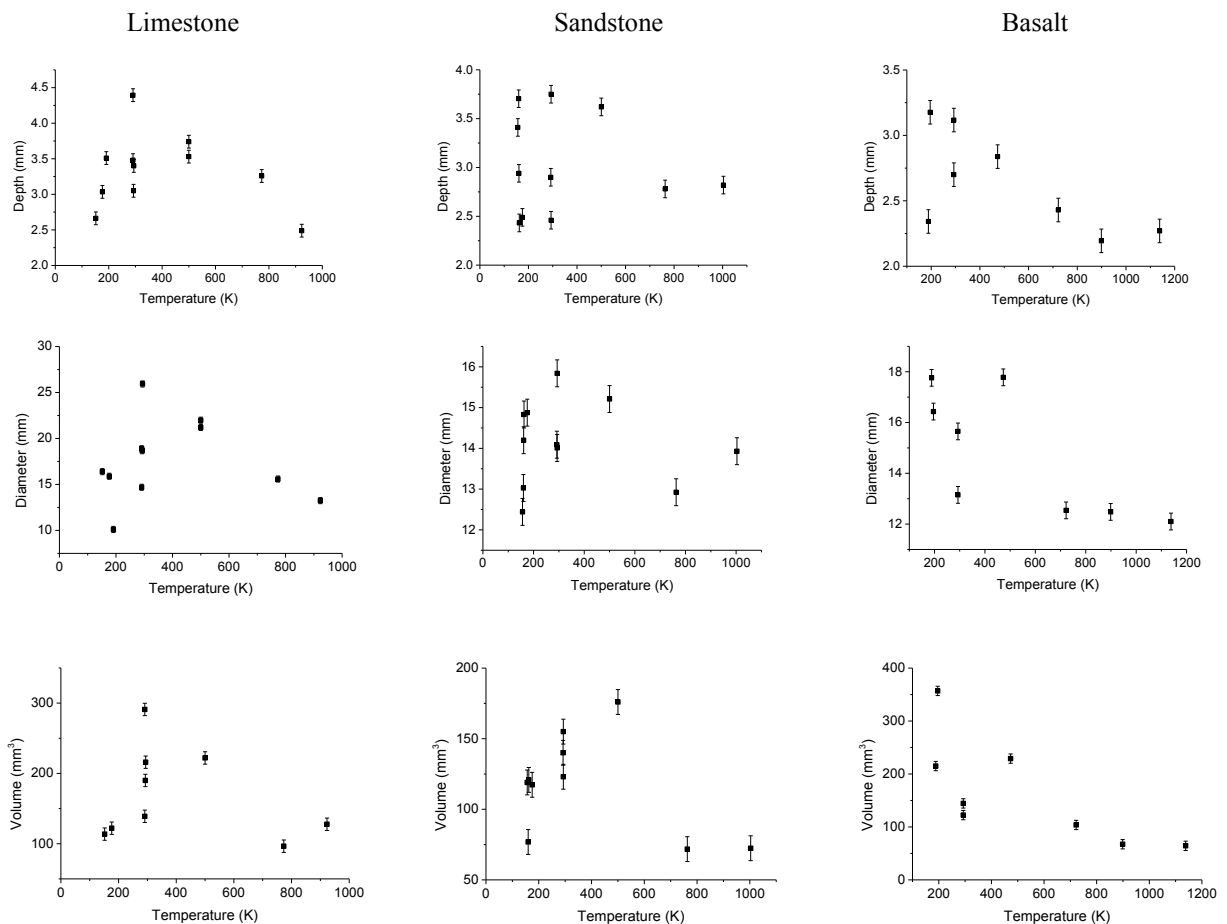 Limestone Sandstone Basalt
4.5 4.0 3.5
4.0 3.5 3.0
3.5 3.0 2.5
3.0 2.5 2.0
2.5 2.0
2.0
Depth (mm) Depth (mm) Depth (mm)
0 200 400 600 800 1000 0 200 400 600 800 1000 200 400 600 800 1000 1200
Temperature (K) Temperature (K) Temperature (K)
30 16 18
25 15 16
20 14 14
15 13 12
10 12
Diameter (mm) Diameter (mm) Diameter (mm)
0 200 400 600 800 1000 0 200 400 600 800 1000 200 400 600 800 1000 1200
Temperature (K) Temperature (K) Temperature (K)
300 200 400
200 150 300
100 100 200
50 100
0
Volume (mm³) Volume (mm³) Volume (mm³)
0 200 400 600 800 1000 0 200 400 600 800 1000 200 400 600 800 1000 1200
Temperature (K) Temperature (K) Temperature (K)